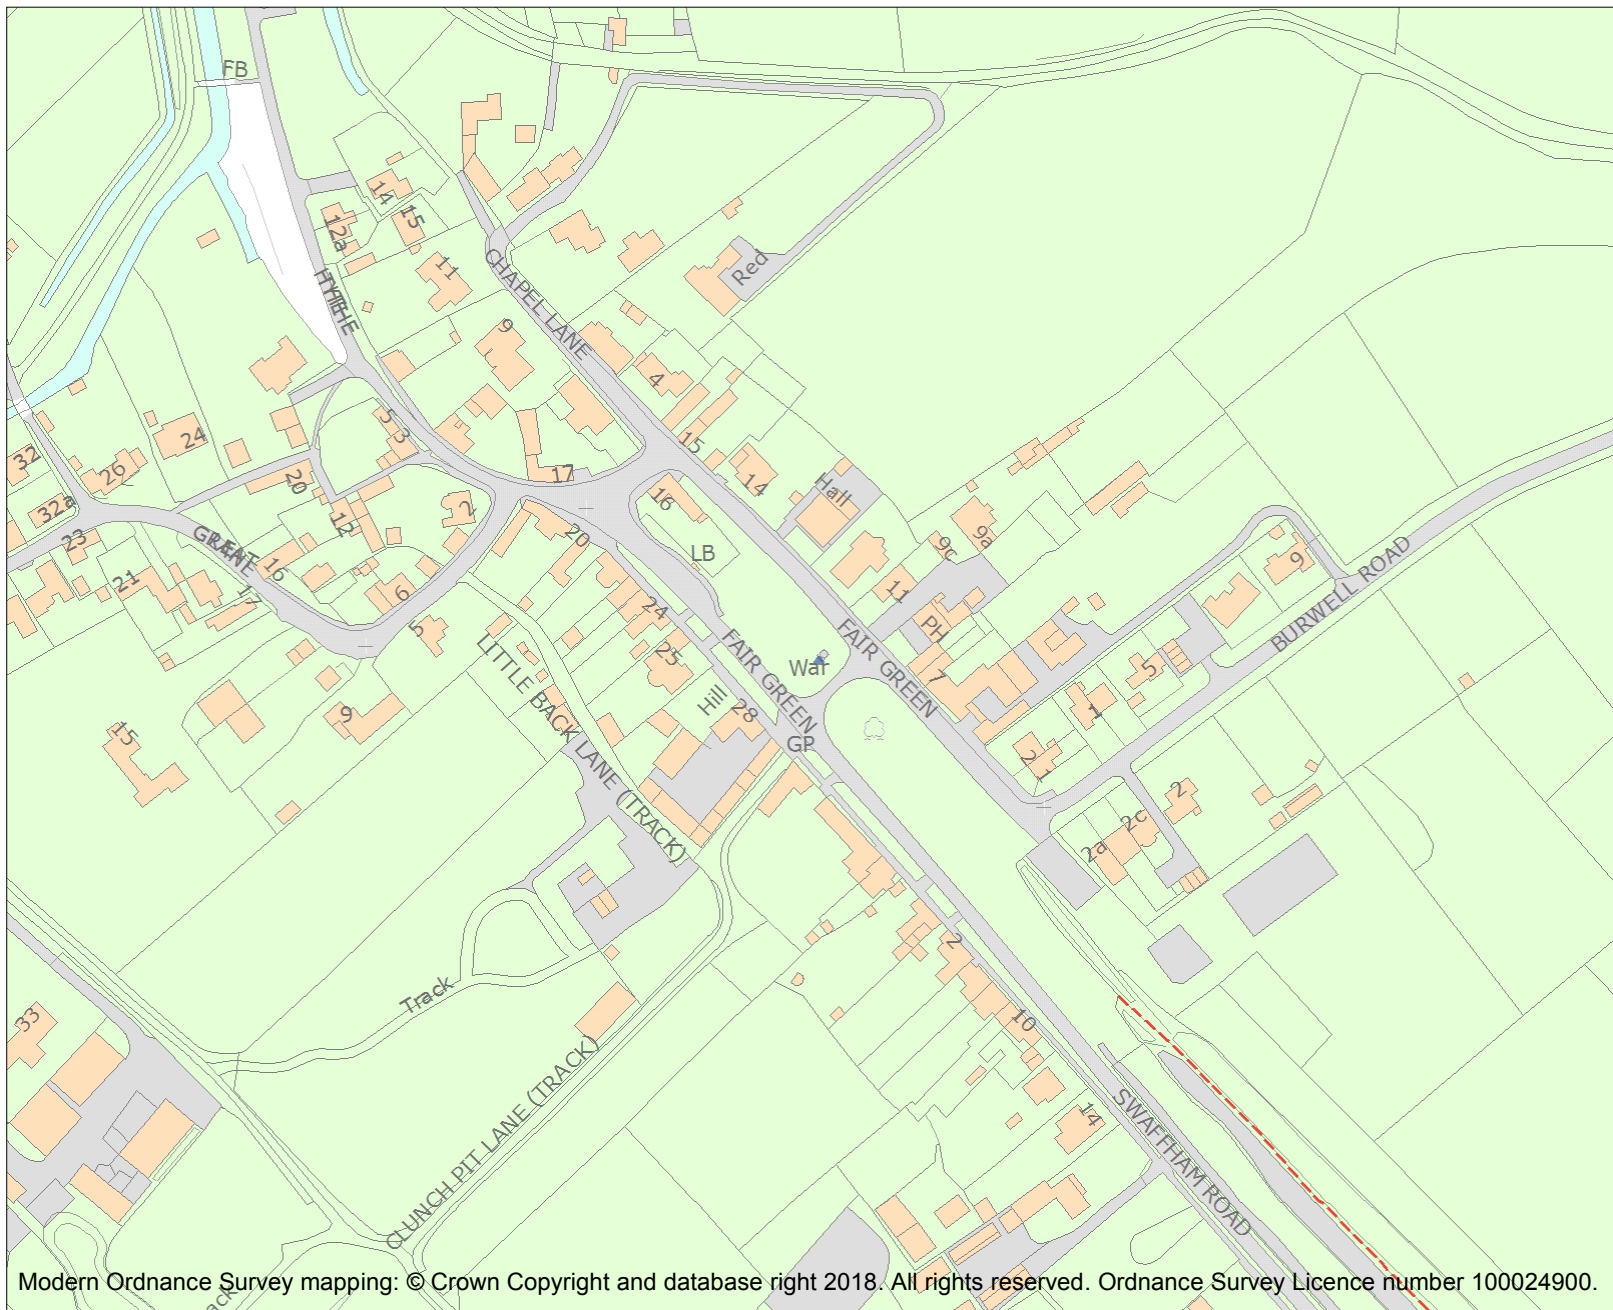 FB
14
15
12a
HYTHE
11
CHAPEL LANE
Red
9
4
5
3
15
17
14
24
32
26
20
32a
23
GREAT
LANE
12
2
16
20
LB
Hall
9c
9a
9
BURWELL ROAD
16
21
17
6
5
24
11
PH
FAIR GREEN
War
7
25
LITTLE BACK LANE (TRACK)
FAIR GREEN
Hill
28
GP
5
1
2
1
9
15
2
2c
2a
Track
2
10
33
CLUNCH PIT LANE (TRACK)
14
SWAFFHAM ROAD
Modern Ordnance Survey mapping: © Crown Copyright and database right 2018. All rights reserved. Ordnance Survey Licence number 100024900.